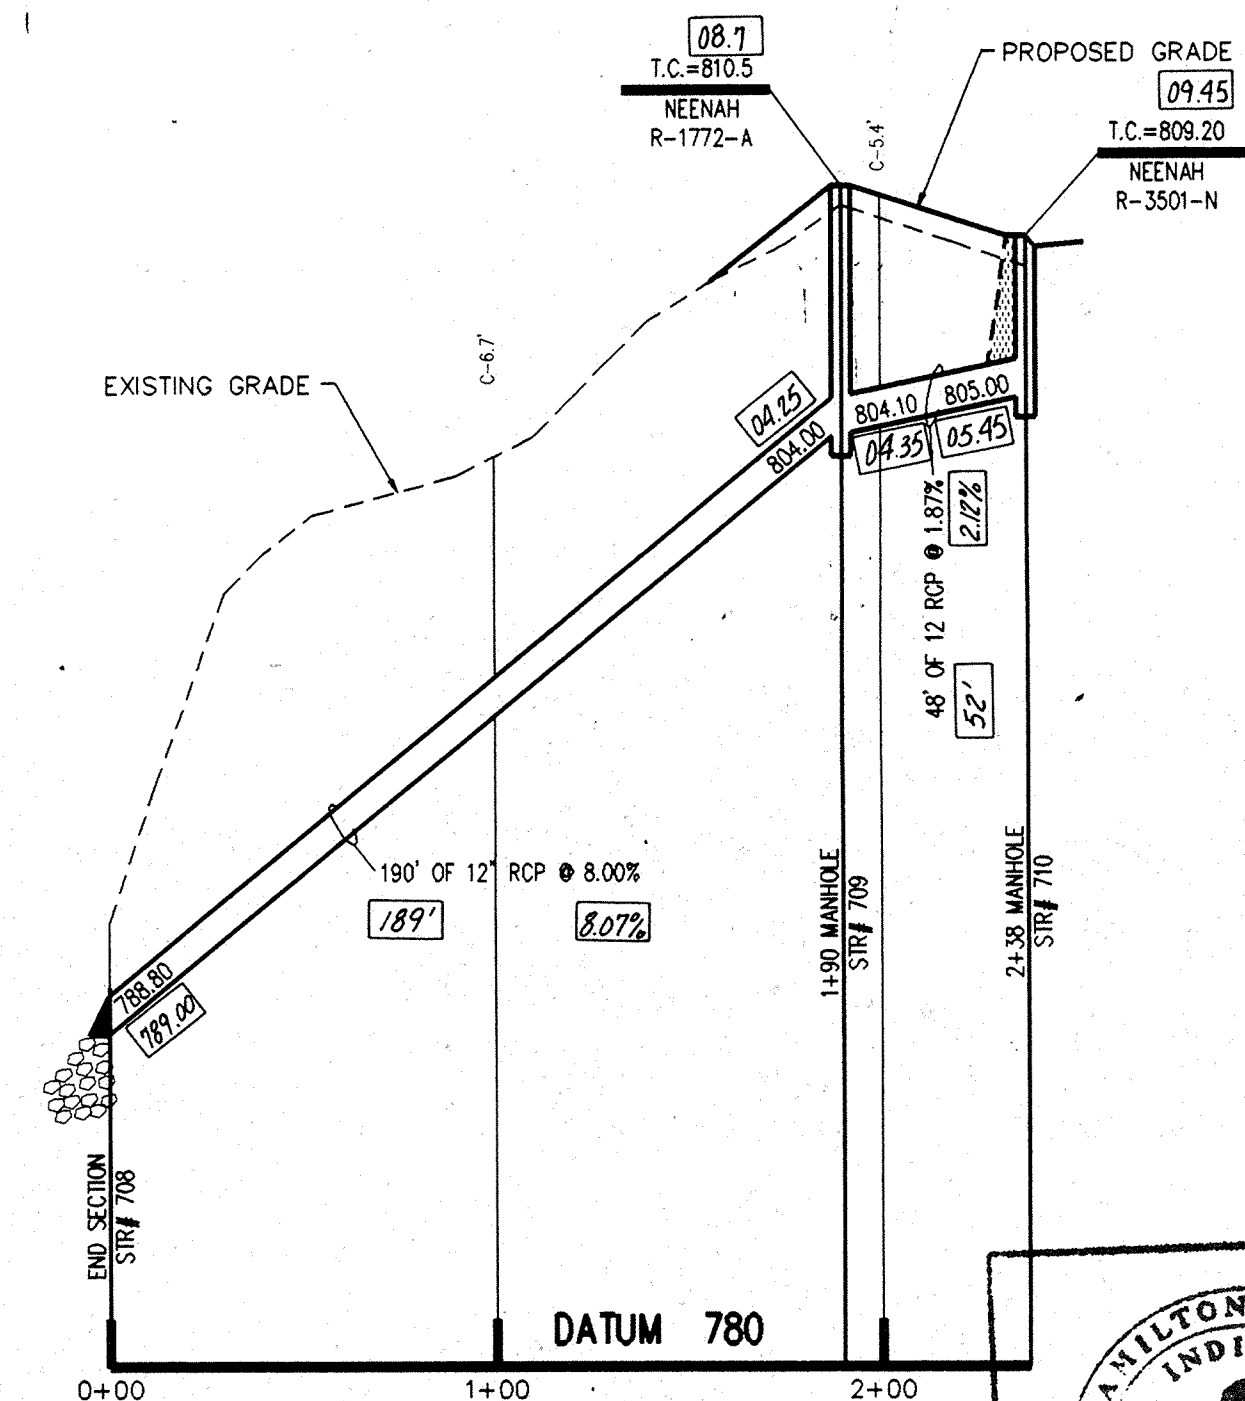 08.7
T.C.=810.5
NEENAH
R-1772-A
PROPOSED GRADE
09.45
T.C.=809.20
NEENAH
R-3501-N
C-5.4'
C-6.7'
EXISTING GRADE
04.25
804.00
804.10
805.00
04.35
05.45
48' OF 12 RCP @ 1.87%
2.12%
52'
190' OF 12" RCP @ 8.00%
189'
8.07%
788.80
789.00
1+90 MANHOLE
STR# 709
2+38 MANHOLE
STR# 710
END SECTION
STR# 708
DATUM 780
0+00
1+00
2+00